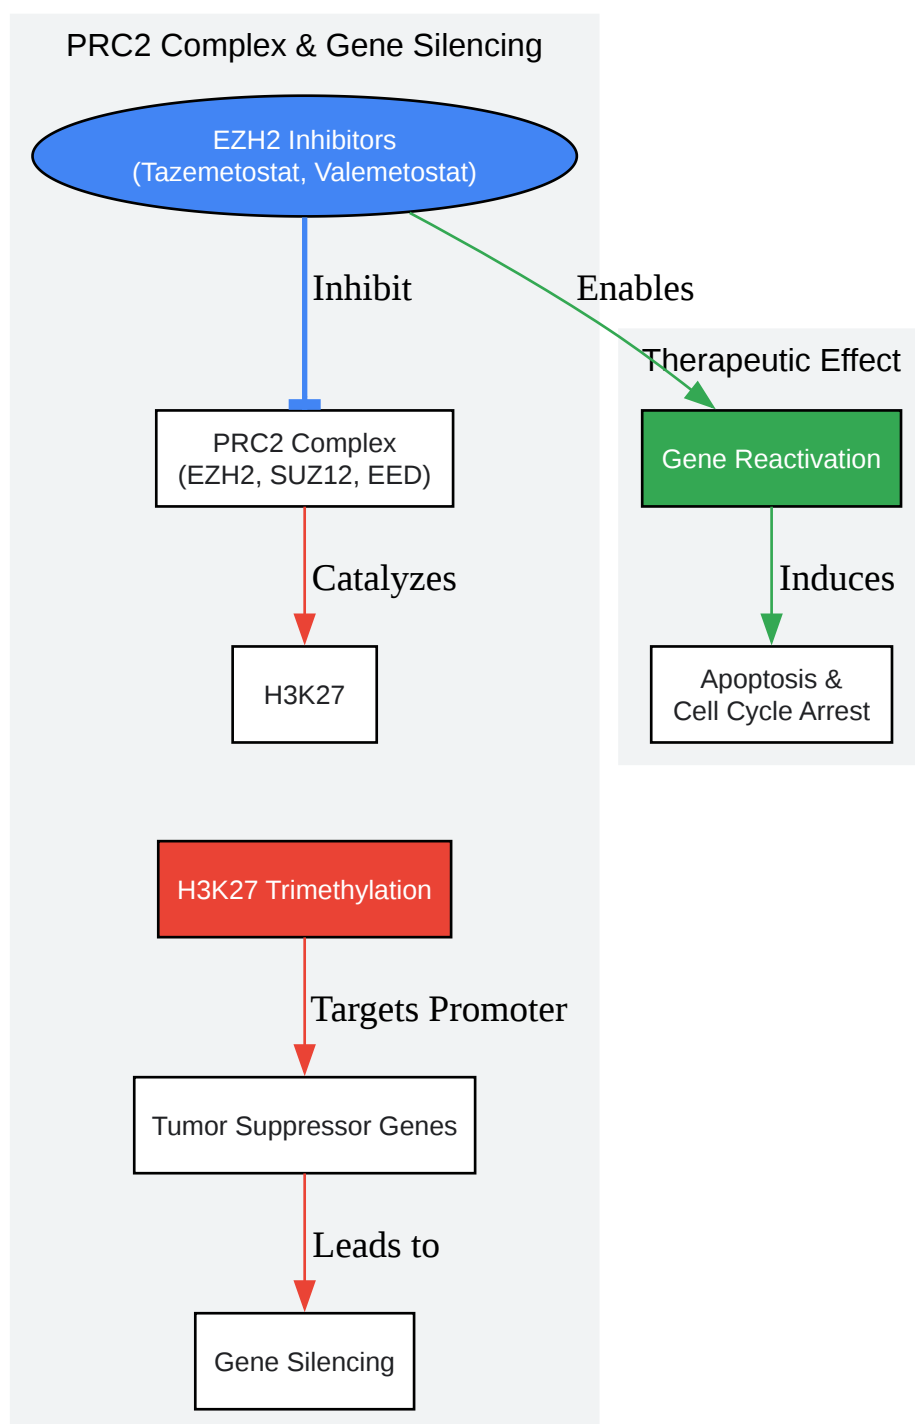 PRC2 Complex & Gene Silencing
EZH2 Inhibitors
(Tazemetostat, Valemetostat)
Inhibit
Enables
Therapeutic Effect
PRC2 Complex
(EZH2, SUZ12, EED)
Gene Reactivation
Catalyzes
Induces
H3K27
Apoptosis &
Cell Cycle Arrest
H3K27 Trimethylation
Targets Promoter
Tumor Suppressor Genes
Leads to
Gene Silencing